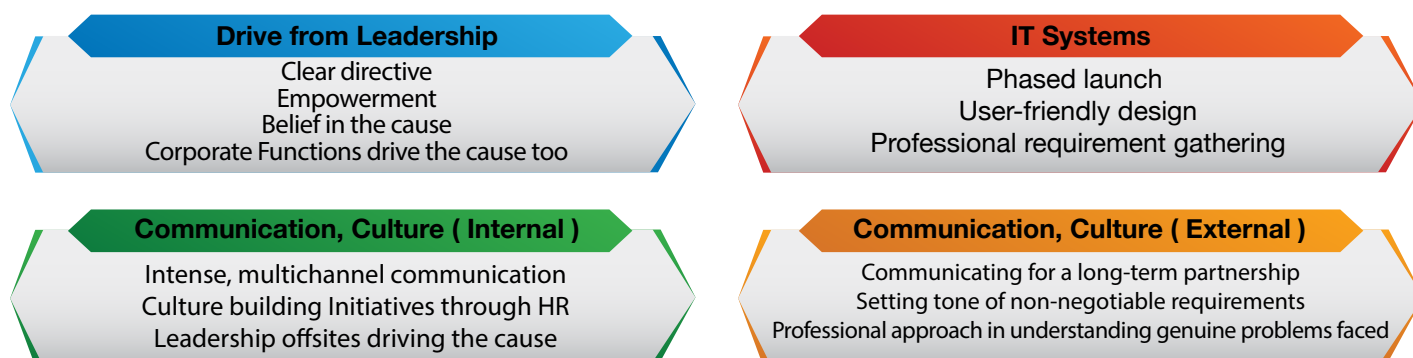 Drive from Leadership
Clear directive
Empowerment
Belief in the cause
Corporate Functions drive the cause too
IT Systems
Phased launch
User-friendly design
Professional requirement gathering
Communication, Culture ( Internal )
Intense, multichannel communication
Culture building Initiatives through HR
Leadership offsites driving the cause
Communication, Culture ( External )
Communicating for a long-term partnership
Setting tone of non-negotiable requirements
Professional approach in understanding genuine problems faced